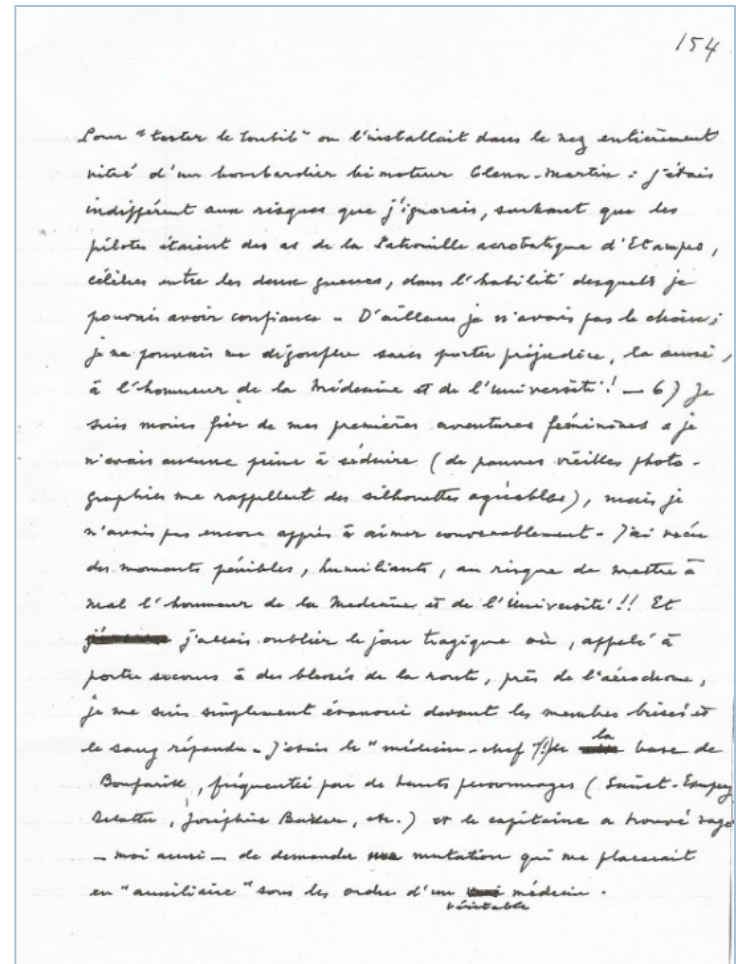 154
Pour "tester le toubib" on l'installait dans le nez entièrement
vitré d'un bombardier bimoteur Glenn-Martin : j'étais
indifférent aux risques que j'ignorais, sachant que les
pilotes étaient des as de la Patrouille acrobatique d'Etampes,
célèbres entre les deux guerres, dans l'habilité desquels je
pouvais avoir confiance - D'ailleurs je n'avais pas le choix ;
je ne pouvais me dégonfler sans porter préjudice, là aussi,
à l'honneur de la Médecine et de l'Université ! - 6) Je
suis moins fier de mes premières aventures féminines : je
n'avais aucune peine à séduire (de pauvres vieilles photo-
graphies me rappellent des silhouettes agréables), mais je
n'avais pas encore appris à aimer convenablement - J'ai vécu
des moments pénibles, humiliants, au risque de mettre à
mal l'honneur de la Médecine et de l'Université !! Et
j'allais oublier le jour tragique où, appelé à
porter secours à des blessés de la route, près de l'aérodrome,
je me suis simplement évanoui devant les membres brisés et
le sang répandu - J'étais le "médecin-chef" (!) de la base de
Boufarik, fréquentée par de hauts personnages (Saint-Exupery
Delattre, Joséphine Baker, etc.) et le capitaine a trouvé sage
- moi aussi - de demander une mutation qui me placerait
en "auxiliaire" sous les ordres d'un véritable médecin.